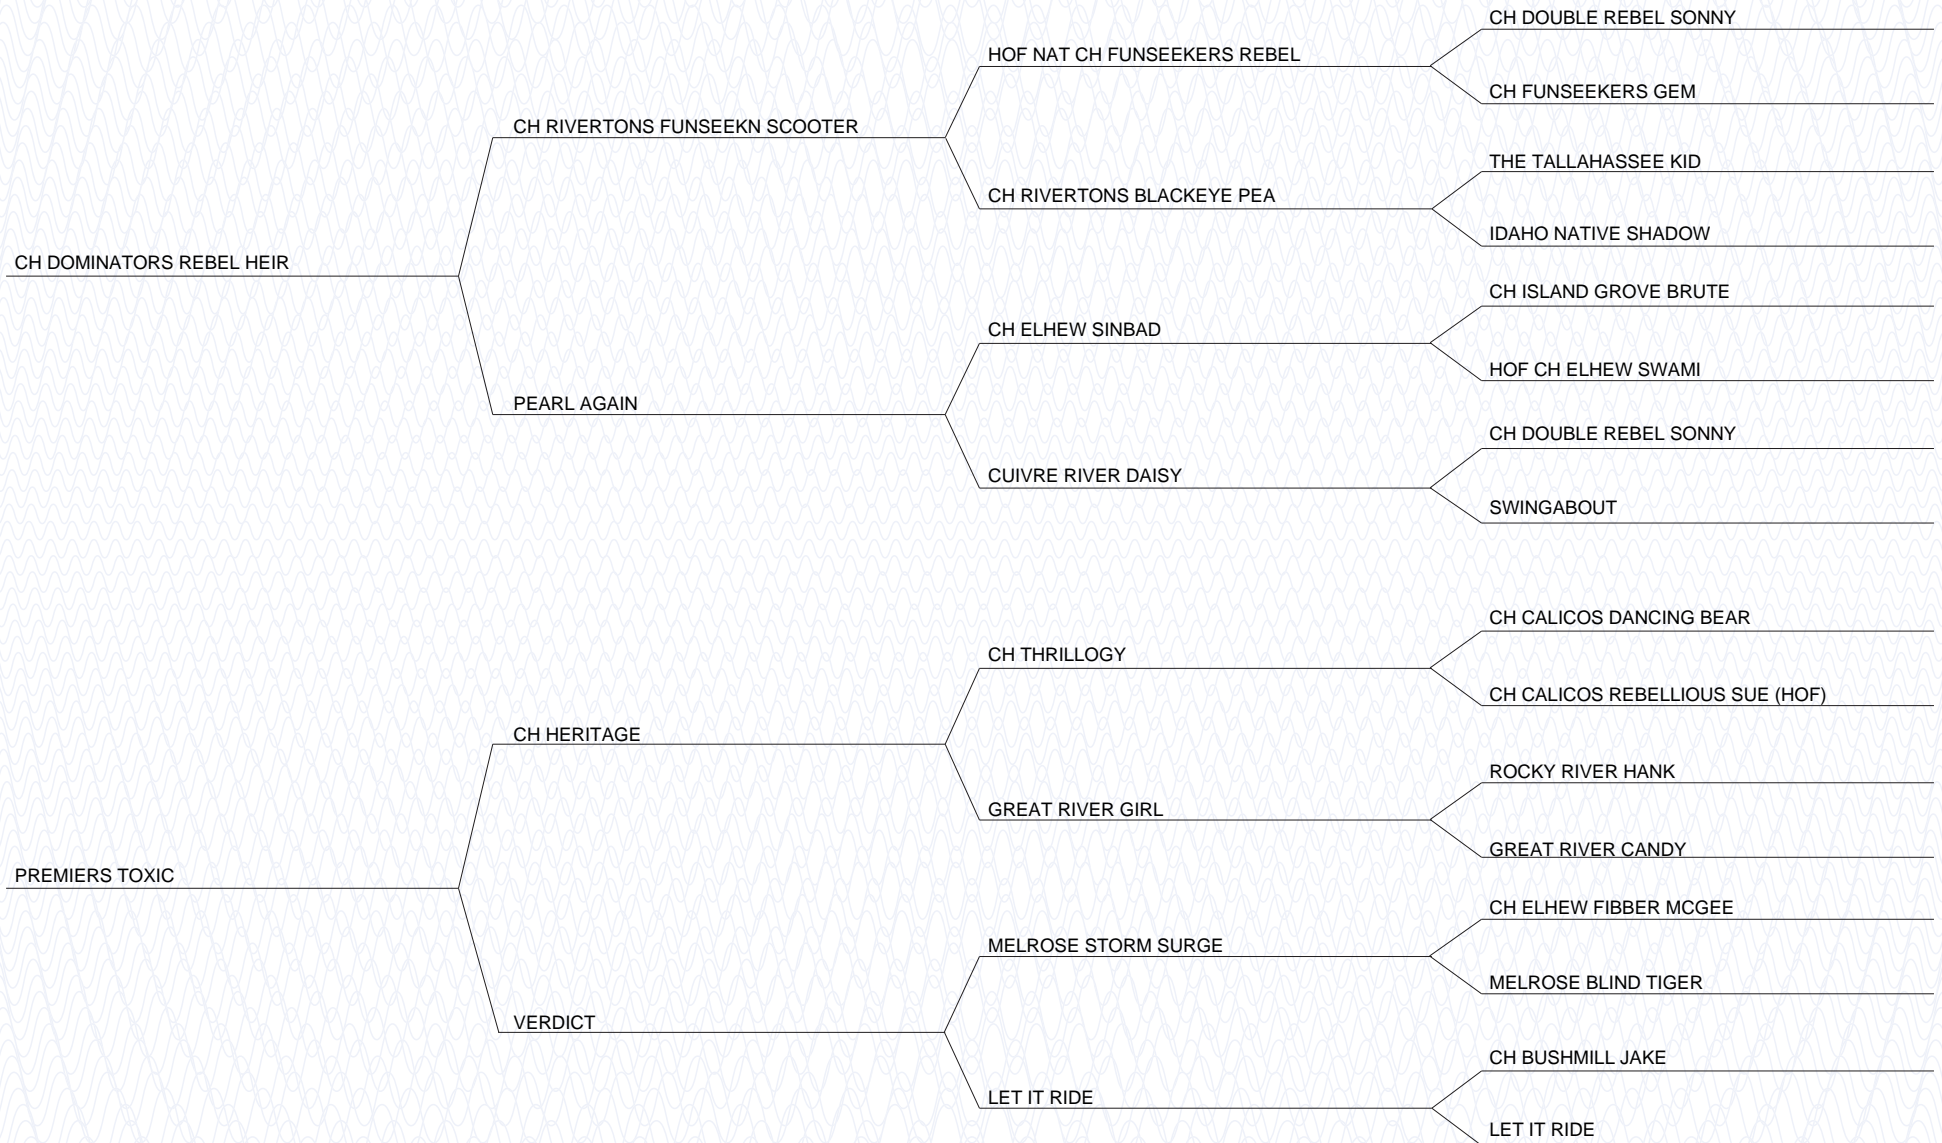 CH DOUBLE REBEL SONNY
HOF NAT CH FUNSEEKERS REBEL
CH FUNSEEKERS GEM
CH RIVERTONS FUNSEEKN SCOOTER
THE TALLAHASSEE KID
CH RIVERTONS BLACKEYE PEA
IDAHO NATIVE SHADOW
CH DOMINATORS REBEL HEIR
CH ISLAND GROVE BRUTE
CH ELHEW SINBAD
HOF CH ELHEW SWAMI
PEARL AGAIN
CH DOUBLE REBEL SONNY
CUIVRE RIVER DAISY
SWINGABOUT
CH CALICOS DANCING BEAR
CH THRILLOGY
CH CALICOS REBELLIOUS SUE (HOF)
CH HERITAGE
ROCKY RIVER HANK
GREAT RIVER GIRL
GREAT RIVER CANDY
PREMIERS TOXIC
CH ELHEW FIBBER MCGEE
MELROSE STORM SURGE
MELROSE BLIND TIGER
VERDICT
CH BUSHMILL JAKE
LET IT RIDE
LET IT RIDE